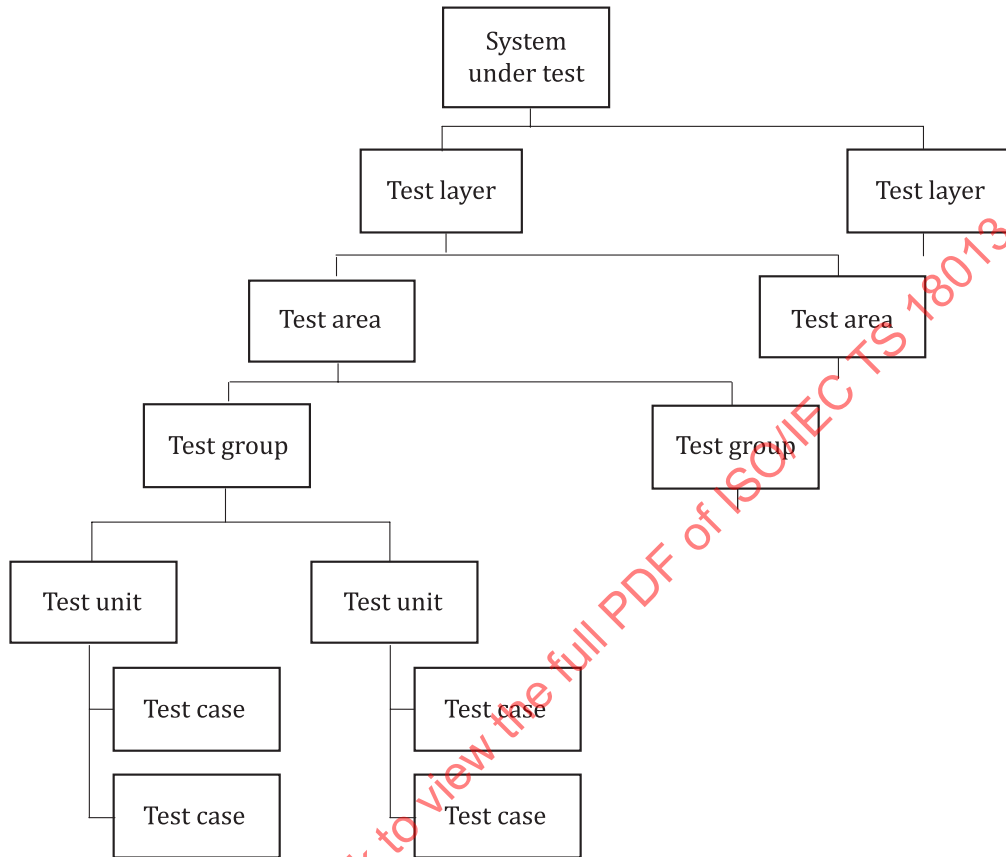 System
under test
Test layer
Test layer
Test area
Test area
Test group
Test group
Test unit
Test unit
Test case
Test case
Test case
Test case
to view the full PDF of ISO/IEC TS 18013